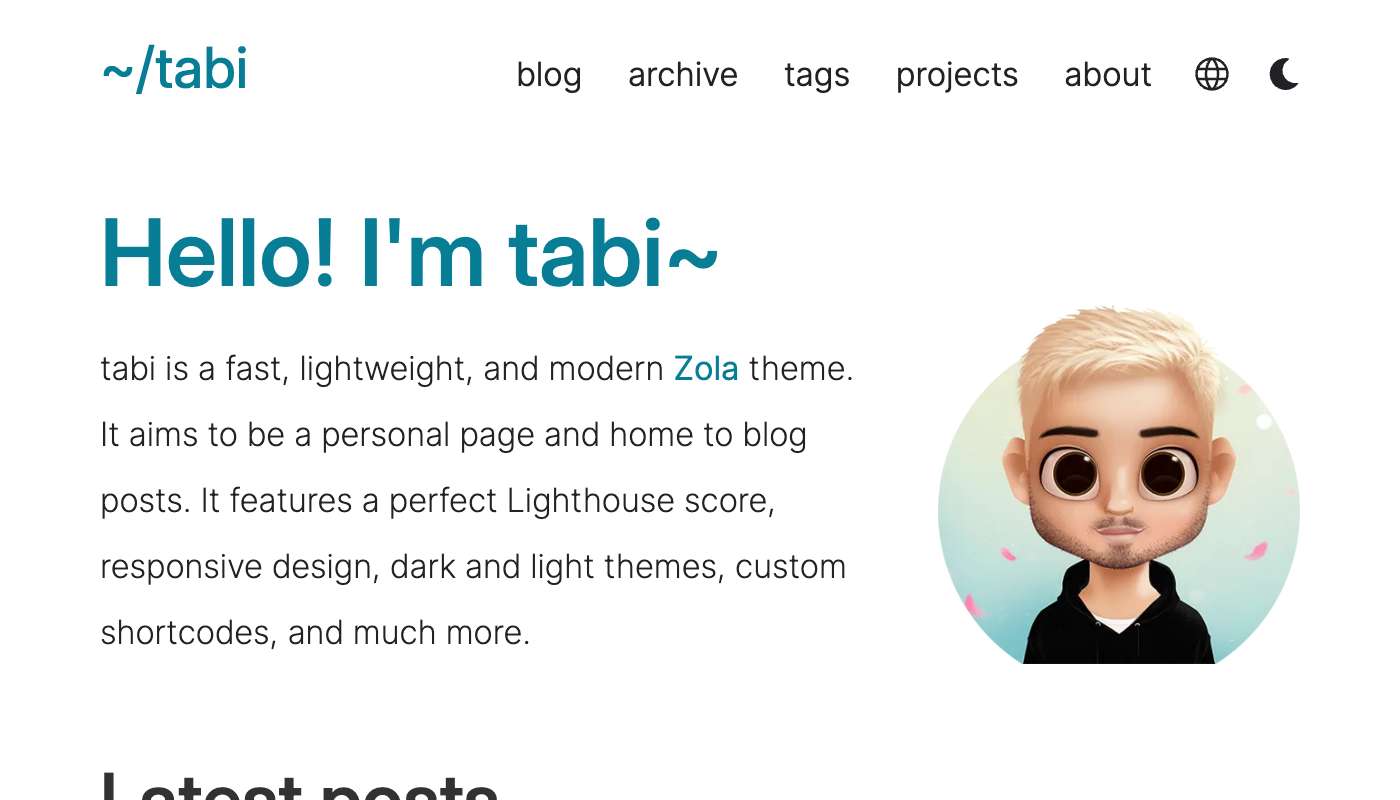 ~/tabi
blog archive tags projects about
Hello! I'm tabi~
tabi is a fast, lightweight, and modern Zola theme.
It aims to be a personal page and home to blog
posts. It features a perfect Lighthouse score,
responsive design, dark and light themes, custom
shortcodes, and much more.
Latest posts